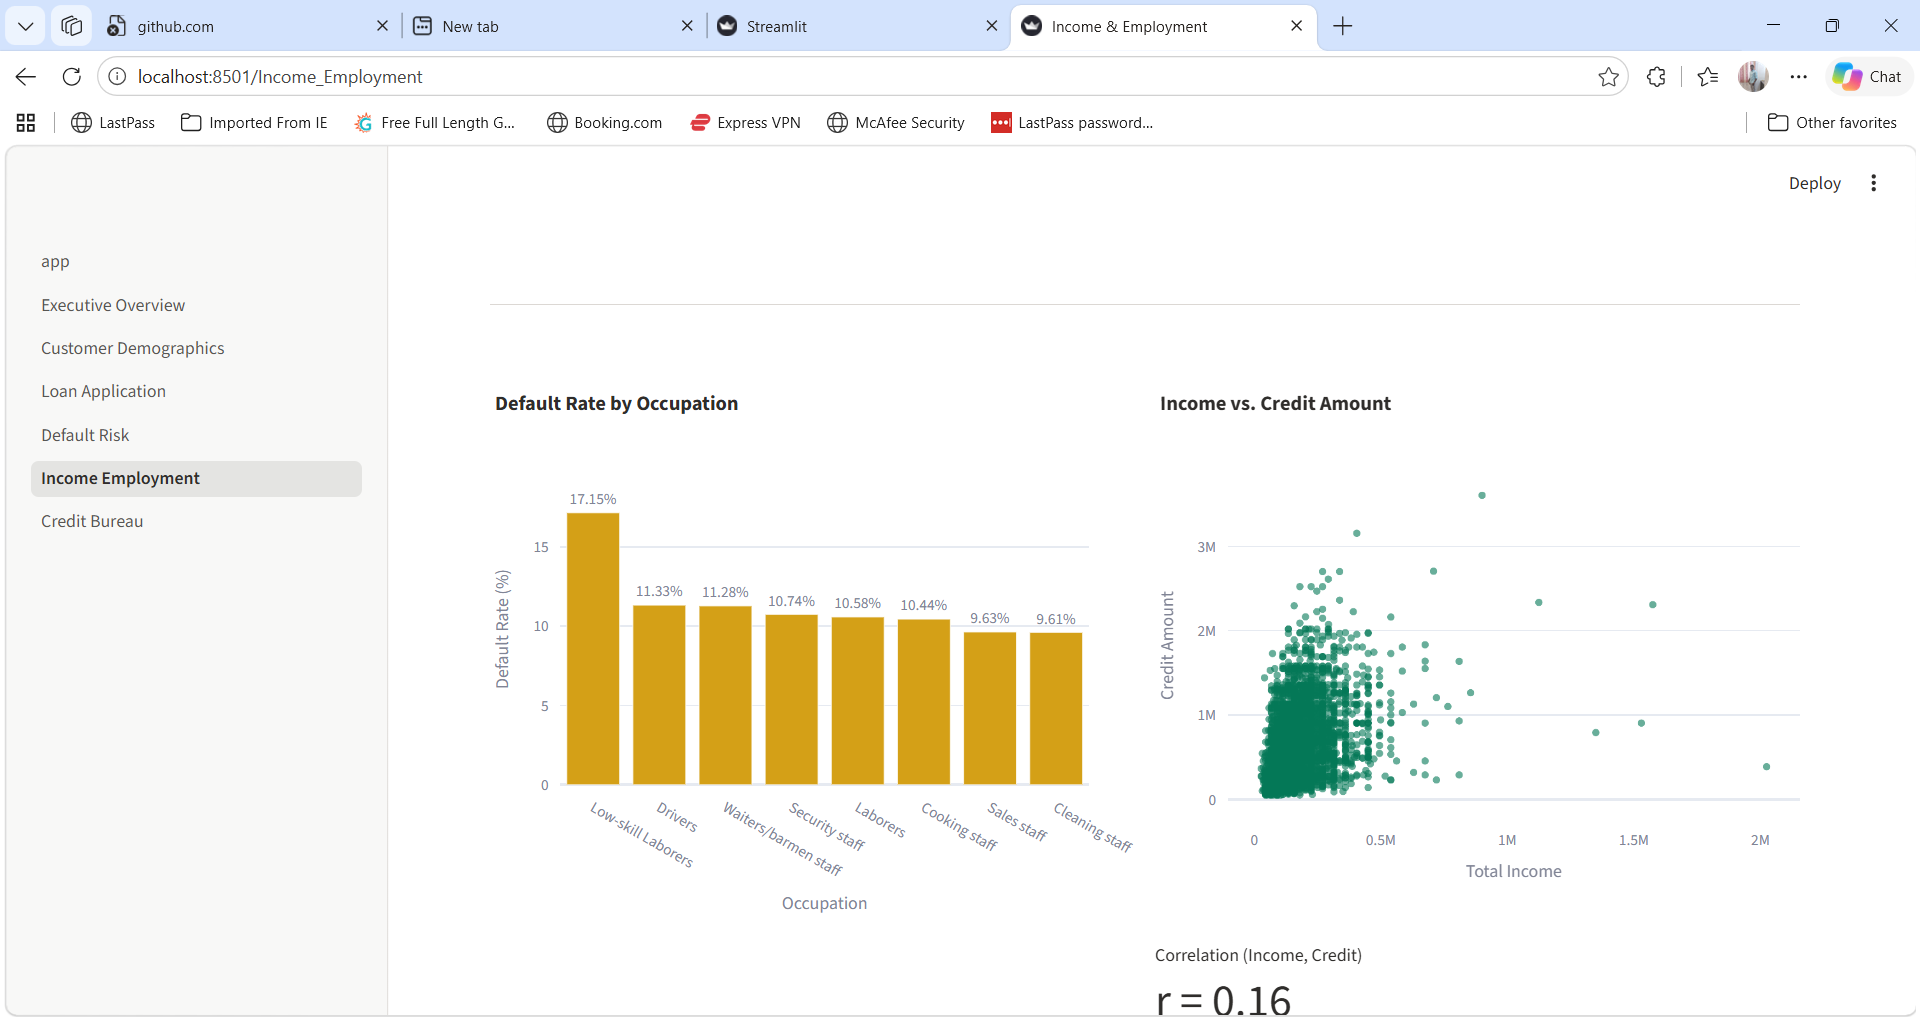 github.com
New tab
Streamlit
Income & Employment
localhost:8501/Income_Employment
Chat
LastPass
Imported From IE
Free Full Length G...
Booking.com
Express VPN
McAfee Security
LastPass password...
Other favorites
Deploy
app
Executive Overview
Customer Demographics
Loan Application
Default Risk
Income Employment
Credit Bureau
Default Rate by Occupation
17.15%
11.33%
11.28%
10.74%
10.58%
10.44%
9.63%
9.61%
15
10
5
0
Default Rate (%)
Low-skill Laborers
Drivers
Waiters/barmen staff
Security staff
Laborers
Cooking staff
Sales staff
Cleaning staff
Occupation
Income vs. Credit Amount
3M
2M
1M
0
Credit Amount
0
0.5M
1M
1.5M
2M
Total Income
Correlation (Income, Credit)
r = 0.16